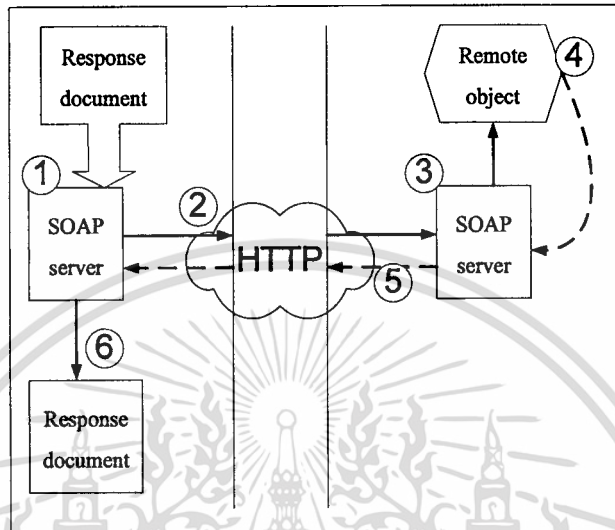 Response
document
Remote
object
4
1
2
3
SOAP
server
HTTP
SOAP
server
5
6
Response
document